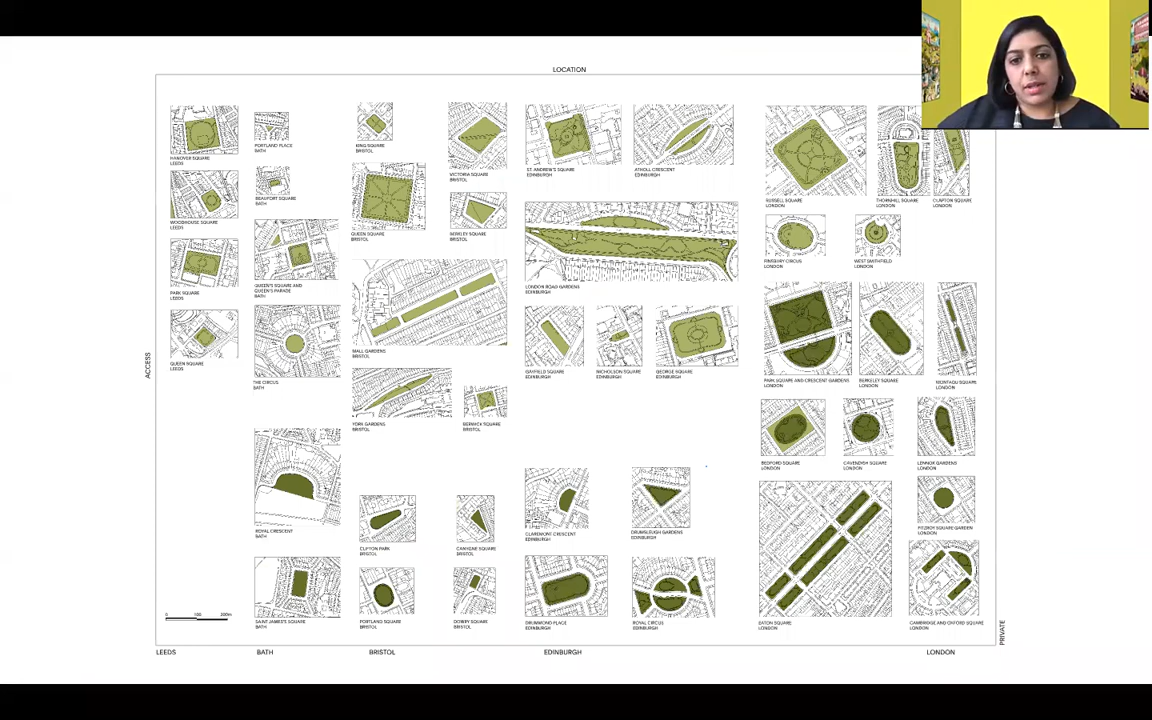 LOCATION
HANOVER SQUARE
LEEDS
PORTLAND PLACE
BATH
KING SQUARE
BRISTOL
VICTORIA SQUARE
BRISTOL
ST. ANDREW'S SQUARE
EDINBURGH
ATHOLL CRESCENT
EDINBURGH
RUSSELL SQUARE
LONDON
THORNHILL SQUARE
LONDON
CLAPTON SQUARE
LONDON
WOODHOUSE SQUARE
LEEDS
BEAUFORT SQUARE
BATH
QUEEN SQUARE
BRISTOL
BERKELEY SQUARE
BRISTOL
FINSBURY CIRCUS
LONDON
WEST SMITHFIELD
LONDON
PARK SQUARE
LEEDS
QUEEN'S SQUARE AND
QUEEN'S PARADE
BATH
LONDON ROAD GARDENS
EDINBURGH
QUEEN SQUARE
LEEDS
THE CIRCUS
BATH
MALL GARDENS
BRISTOL
GAYFIELD SQUARE
EDINBURGH
NICHOLSON SQUARE
EDINBURGH
GEORGE SQUARE
EDINBURGH
PARK SQUARE AND CRESCENT GARDENS
LONDON
BERKELEY SQUARE
LONDON
MONTAGU SQUARE
LONDON
ACCESS
YORK GARDENS
BRISTOL
BERWICK SQUARE
BRISTOL
BEDFORD SQUARE
LONDON
CAVENDISH SQUARE
LONDON
LENNOX GARDENS
LONDON
ROYAL CRESCENT
BATH
CLIFTON PARK
BRISTOL
CANYNGE SQUARE
BRISTOL
CLAREMONT CRESCENT
EDINBURGH
DRUMSLEUGH GARDENS
EDINBURGH
FITZROY SQUARE GARDEN
LONDON
0 100 200m
SAINT JAMES'S SQUARE
BATH
PORTLAND SQUARE
BRISTOL
DOWRY SQUARE
BRISTOL
DRUMMOND PLACE
EDINBURGH
ROYAL CIRCUS
EDINBURGH
EATON SQUARE
LONDON
CAMBRIDGE AND OXFORD SQUARE
LONDON
PRIVATE
LEEDS
BATH
BRISTOL
EDINBURGH
LONDON